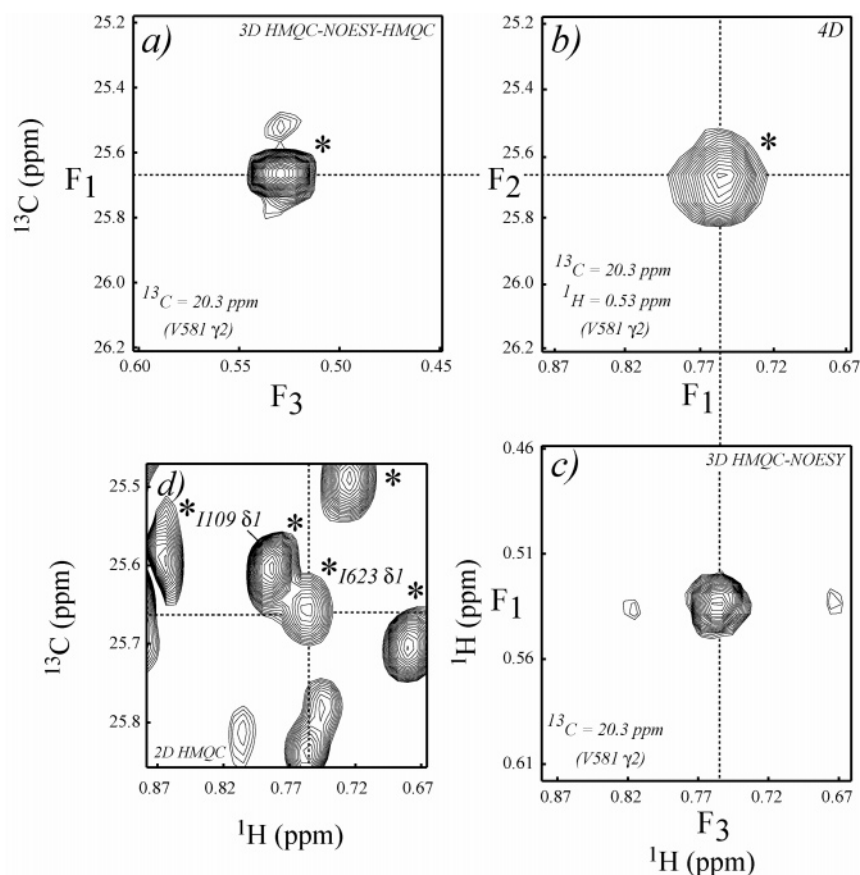 a)
3D HMQC-NOESY-HMQC
25.2
25.4
25.6
25.8
26.0
26.2
*
F1
¹³C (ppm)
¹³C = 20.3 ppm
(V581 γ2)
0.60
0.55
0.50
0.45
F3
b)
4D
25.2
25.4
25.6
25.8
26.0
26.2
*
F2
¹³C = 20.3 ppm
¹H = 0.53 ppm
(V581 γ2)
0.87
0.82
0.77
0.72
0.67
F1
d)
25.5
25.6
25.7
25.8
*
*
I109 δ1
*
*
I623 δ1
*
¹³C (ppm)
2D HMQC
0.87
0.82
0.77
0.72
0.67
¹H (ppm)
c)
3D HMQC-NOESY
0.46
0.51
0.56
0.61
F1
¹H (ppm)
¹³C = 20.3 ppm
(V581 γ2)
0.87
0.82
0.77
0.72
0.67
F3
¹H (ppm)